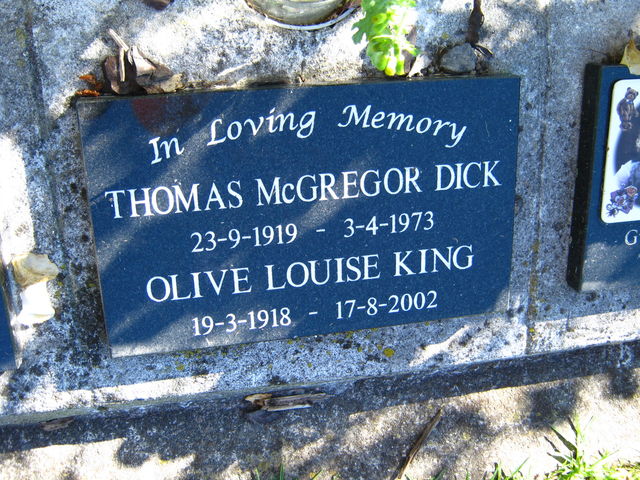 In Loving Memory
THOMAS McGREGOR DICK
23-9-1919 - 3-4-1973
OLIVE LOUISE KING
19-3-1918 - 17-8-2002
G